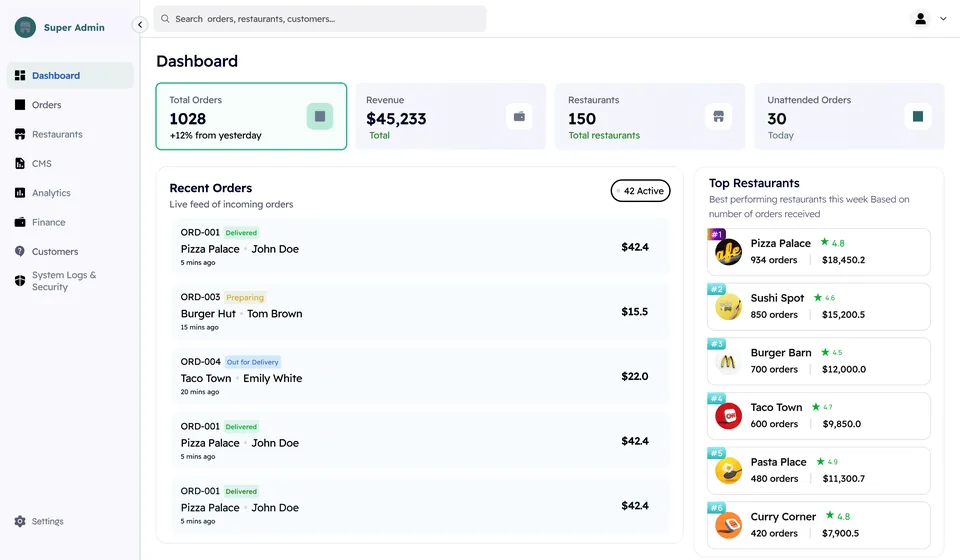 Super Admin
Search orders, restaurants, customers...
Dashboard
Orders
Restaurants
CMS
Analytics
Finance
Customers
System Logs &
Security
Settings
Dashboard
Total Orders
1028
+12% from yesterday
Revenue
$45,233
Total
Restaurants
150
Total restaurants
Unattended Orders
30
Today
Recent Orders
Live feed of incoming orders
42 Active
ORD-001 Delivered
Pizza Palace John Doe
5 mins ago
$42.4
ORD-003 Preparing
Burger Hut Tom Brown
15 mins ago
$15.5
ORD-004 Out for Delivery
Taco Town Emily White
20 mins ago
$22.0
ORD-001 Delivered
Pizza Palace John Doe
5 mins ago
$42.4
ORD-001 Delivered
Pizza Palace John Doe
5 mins ago
$42.4
Top Restaurants
Best performing restaurants this week Based on
number of orders received
#1
Pizza Palace ★ 4.8
934 orders $18,450.2
#2
Sushi Spot ★ 4.6
850 orders $15,200.5
#3
Burger Barn ★ 4.5
700 orders $12,000.0
#4
Taco Town ★ 4.7
600 orders $9,850.0
#5
Pasta Place ★ 4.9
480 orders $11,300.7
#6
Curry Corner ★ 4.8
420 orders $7,900.5